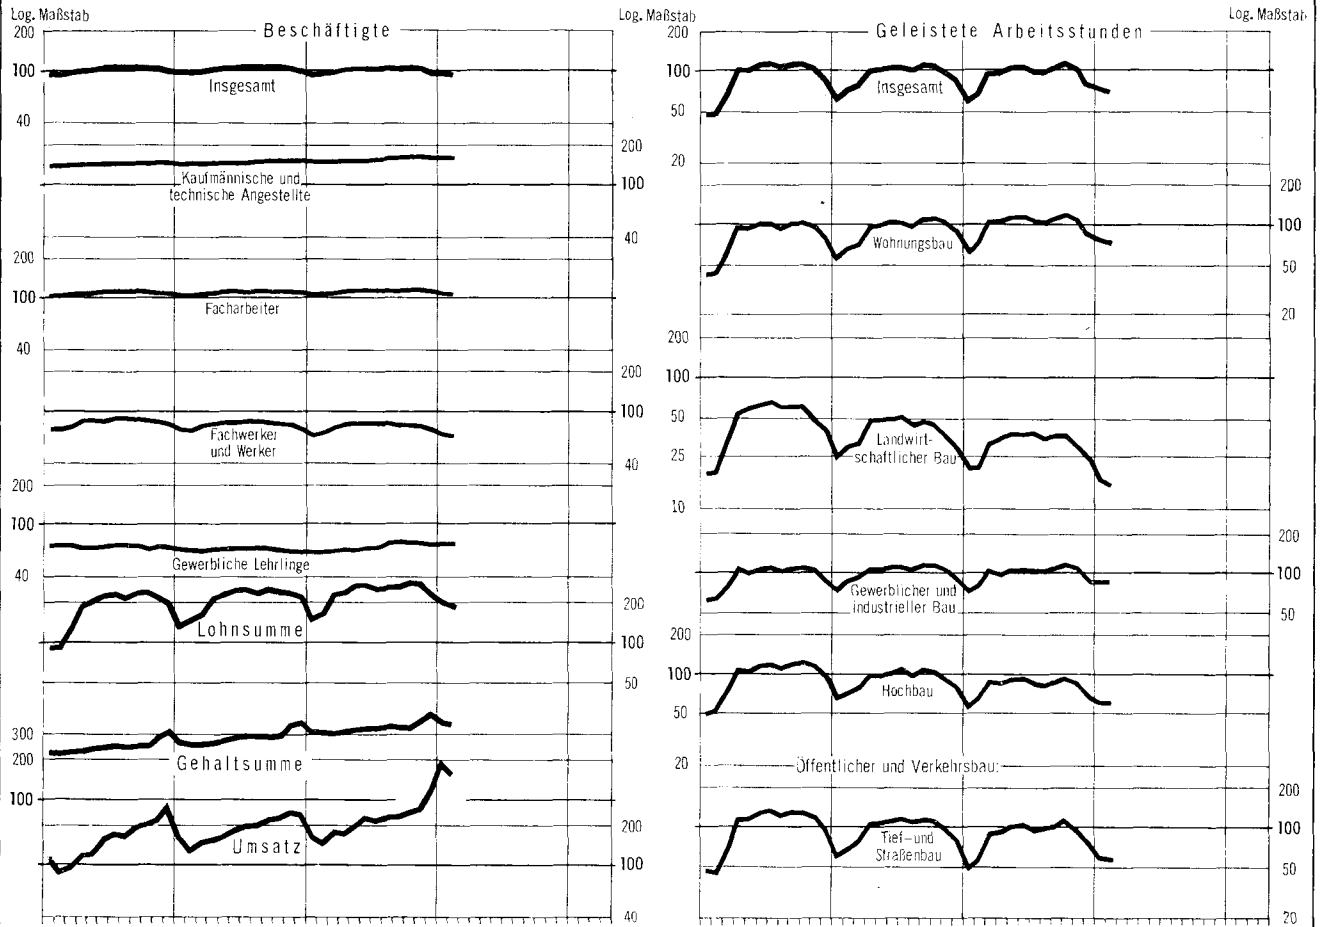 Log. Maßstab
Log. Maßstab
Log. Maßstab
Beschäftigte
200
100
Insgesamt
40
200
Kaufmännische und
technische Angestellte
100
40
200
100
Facharbeiter
40
200
100
Fachwerker
und Werker
40
200
100
Gewerbliche Lehrlinge
40
200
Lohnsumme
100
50
300
200
Gehaltsumme
100
200
Umsatz
100
40
Geleistete Arbeitsstunden
200
100
Insgesamt
50
20
200
100
Wohnungsbau
50
20
200
100
50
Landwirt-
schaftlicher Bau
25
10
200
100
Gewerblicher und
industrieller Bau
50
200
100
Hochbau
50
20
Öffentlicher und Verkehrsbau:
200
100
Tief-und
Straßenbau
50
20